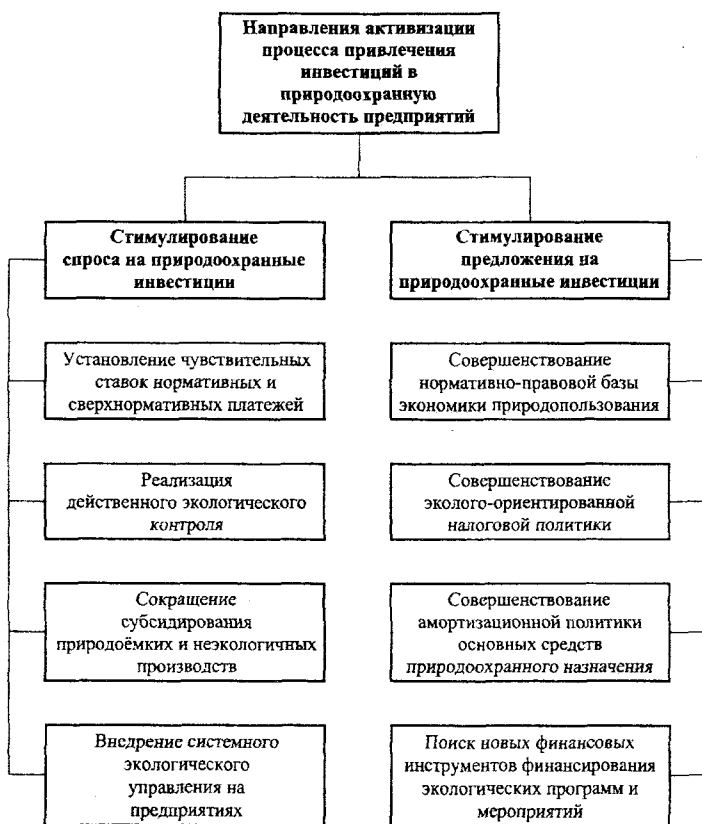 Направления активизации
процесса привлечения
инвестиций в
природоохранную
деятельность предприятий
Стимулирование
спроса на природоохранные
инвестиции
Установление чувствительных
ставок нормативных и
сверхнормативных платежей
Реализация
действенного экологического
контроля
Сокращение
субсидирования
природоёмких и неэкологичных
производств
Внедрение системного
экологического
управления на
предприятиях
Стимулирование
предложения на
природоохранные инвестиции
Совершенствование
нормативно-правовой базы
экономики природопользования
Совершенствование
эколого-ориентированной
налоговой политики
Совершенствование
амортизационной политики
основных средств
природоохранного назначения
Поиск новых финансовых
инструментов финансирования
экологических программ и
мероприятий